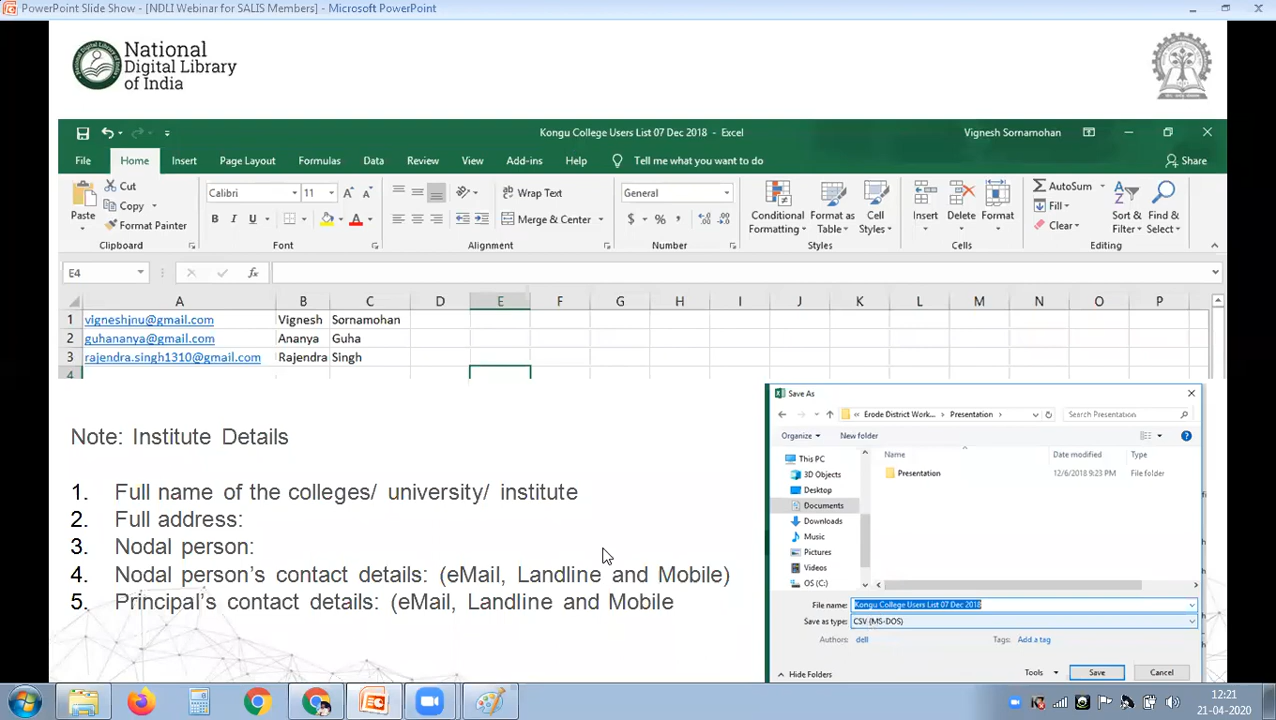 PowerPoint Slide Show - [NDLI Webinar for SALIS Members] - Microsoft PowerPoint
National
Digital Library
of India
Kongu College Users List 07 Dec 2018 - Excel
Vignesh Sornamohan
File Home Insert Page Layout Formulas Data Review View Add-ins Help Tell me what you want to do Share
Paste
Cut
Copy
Format Painter
Clipboard
Calibri 11
B I U
Font
Wrap Text
Merge & Center
Alignment
General
$ % ,
Number
Conditional
Formatting
Format as
Table
Cell
Styles
Styles
Insert Delete Format
Cells
AutoSum
Fill
Clear
Sort &
Filter
Find &
Select
Editing
E4 fx
A B C D E F G H I J K L M N O P
1 vigneshjnu@gmail.com Vignesh Sornamohan
2 guhananya@gmail.com Ananya Guha
3 rajendra.singh1310@gmail.com Rajendra Singh
4
Note: Institute Details
1. Full name of the colleges/ university/ institute
2. Full address:
3. Nodal person:
4. Nodal person’s contact details: (eMail, Landline and Mobile)
5. Principal’s contact details: (eMail, Landline and Mobile
Save As
« Erode District Work... › Presentation ›
Search Presentation
Organize New folder
This PC
3D Objects
Desktop
Documents
Downloads
Music
Pictures
Videos
OS (C:)
Name Date modified Type
Presentation 12/6/2018 9:23 PM File folder
File name: Kongu College Users List 07 Dec 2018
Save as type: CSV (MS-DOS)
Authors: dell Tags: Add a tag
Hide Folders Tools Save Cancel
12:21
21-04-2020